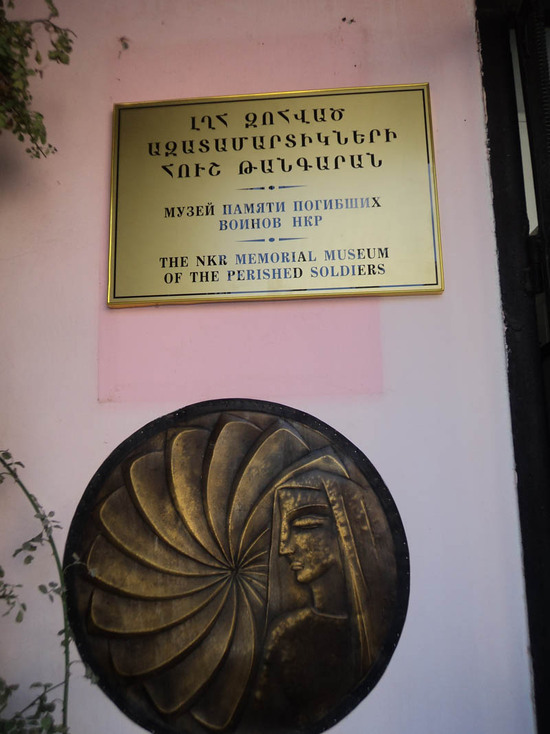 ԼՂՀ ԶՈՀՎԱԾ
ԱԶԱՏԱՄԱՐՏԻԿՆԵՐԻ
ՀՈՒՇ ԹԱՆԳԱՐԱՆ
МУЗЕЙ ПАМЯТИ ПОГИБШИХ
ВОИНОВ НКР
THE NKR MEMORIAL MUSEUM
OF THE PERISHED SOLDIERS